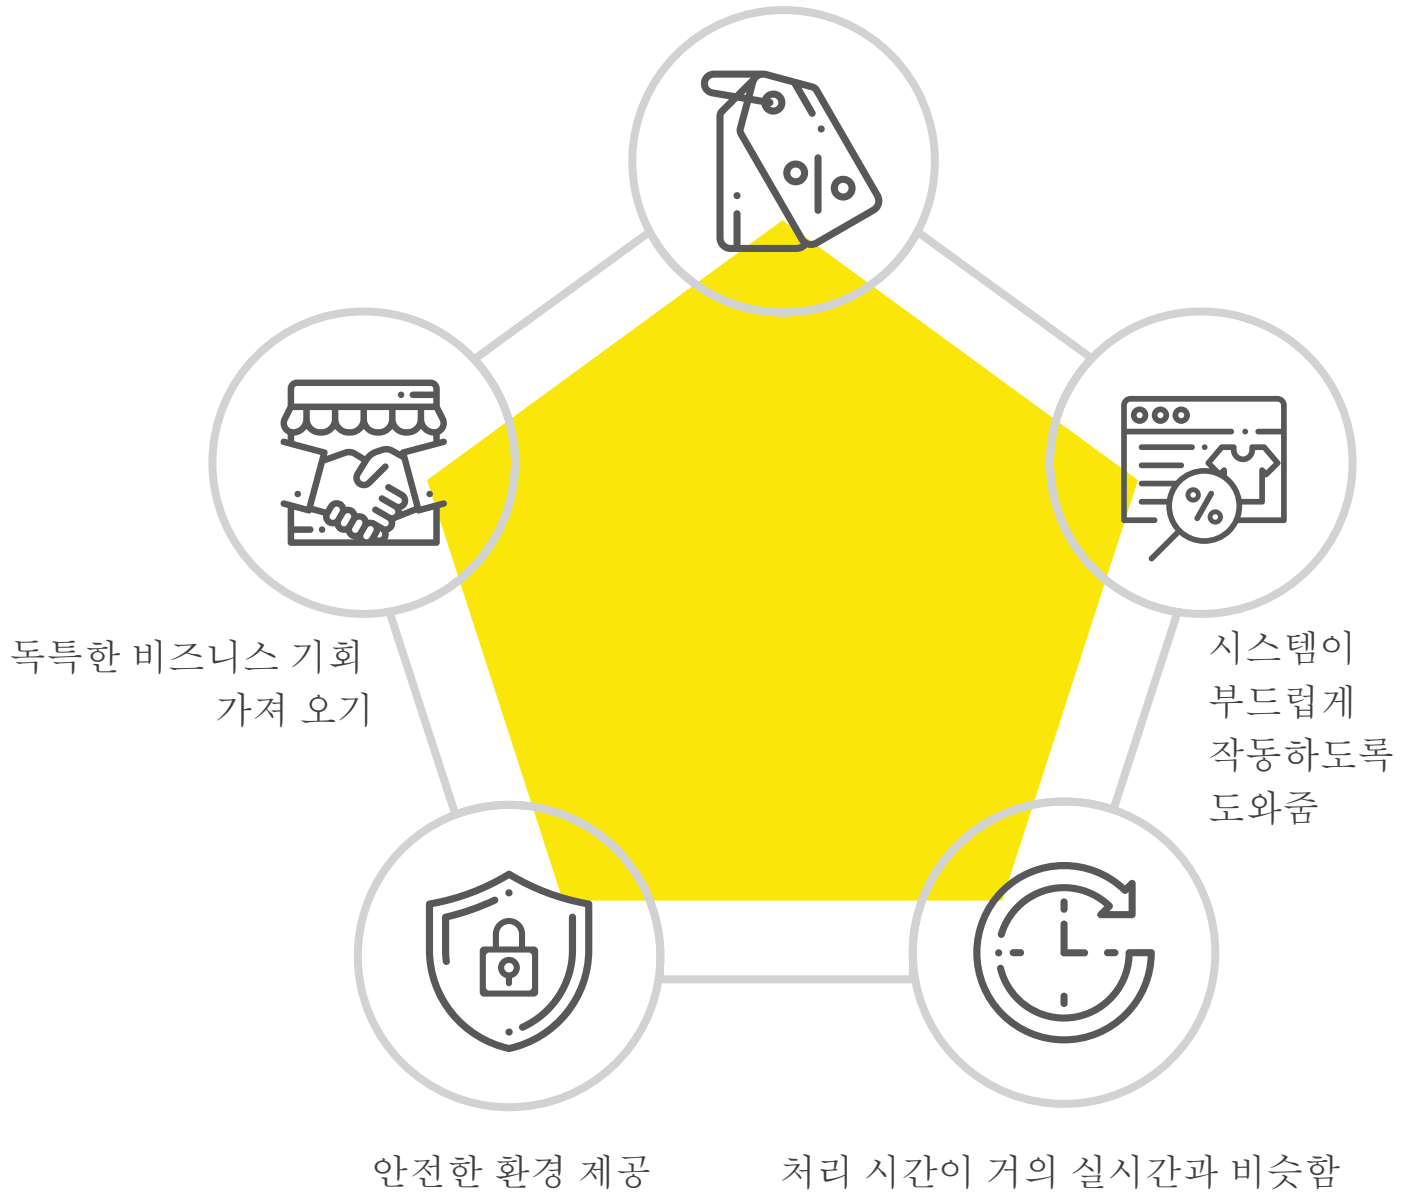 독특한 비즈니스 기회
가져 오기
시스템이
부드럽게
작동하도록
도와줌
안전한 환경 제공
처리 시간이 거의 실시간과 비슷함